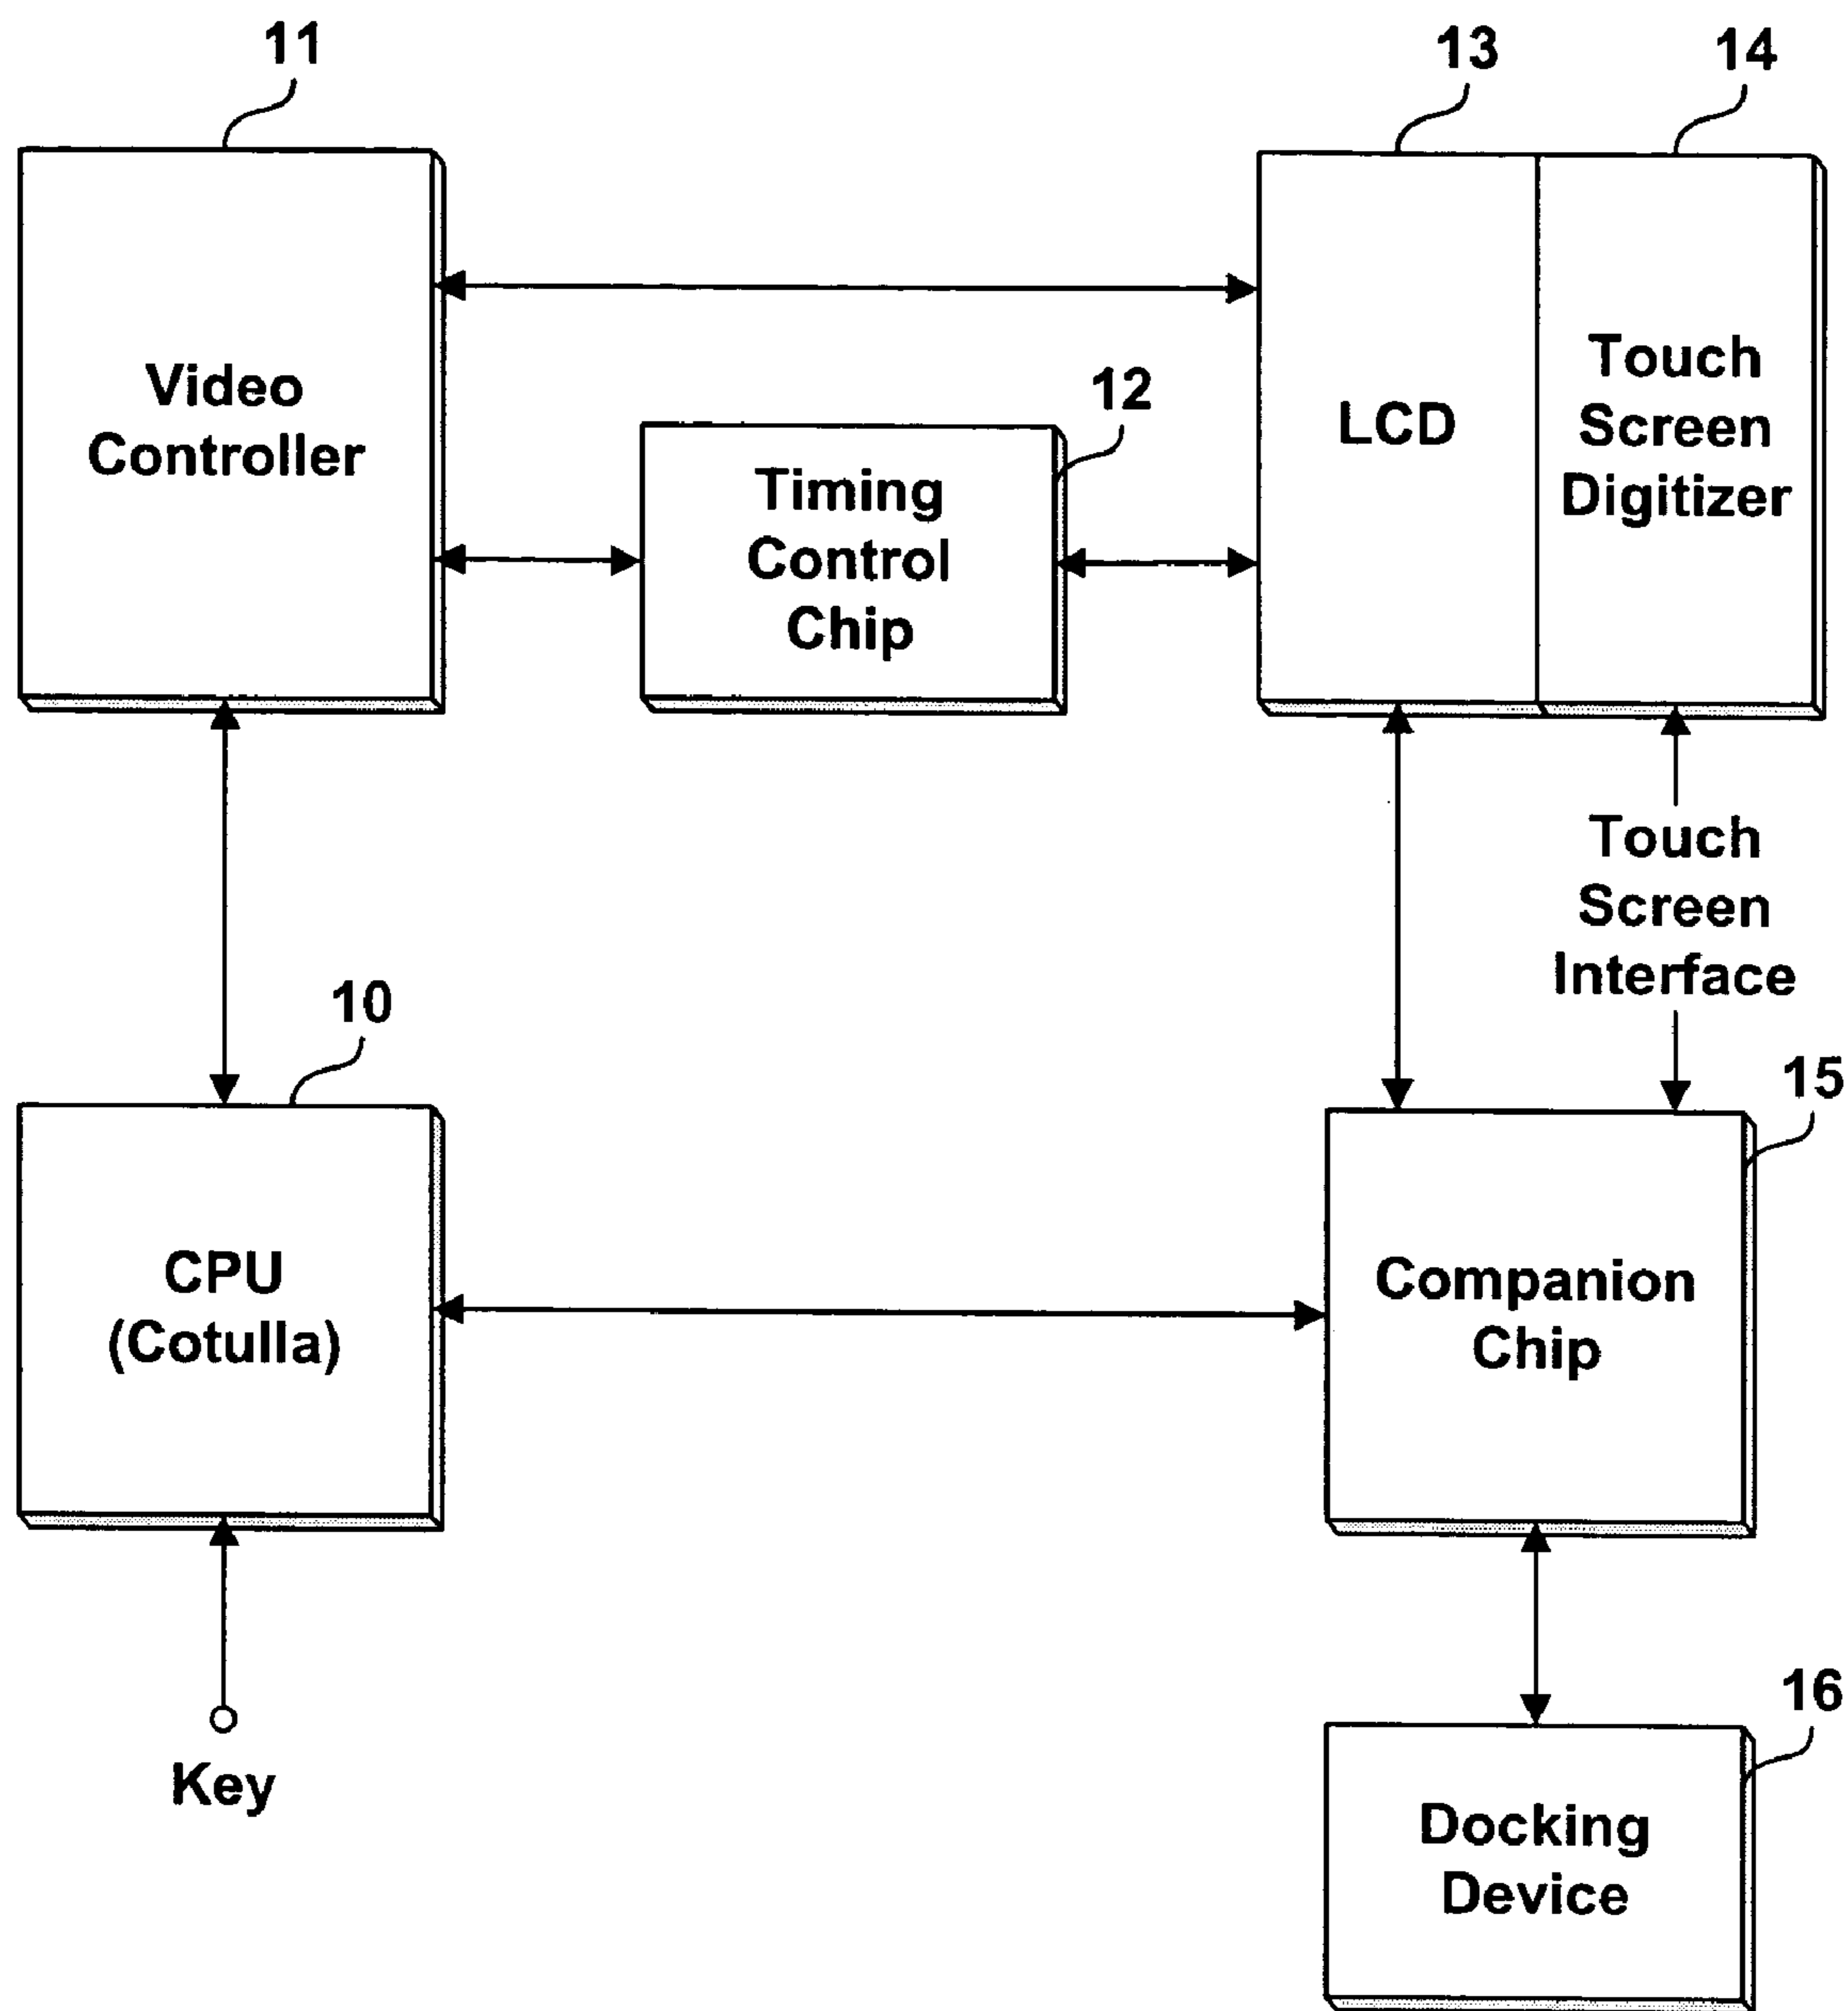 11
13
14
Video
Controller
12
Timing
Control
Chip
LCD
Touch
Screen
Digitizer
Touch
Screen
Interface
10
15
CPU
(Cotulla)
Companion
Chip
Key
16
Docking
Device